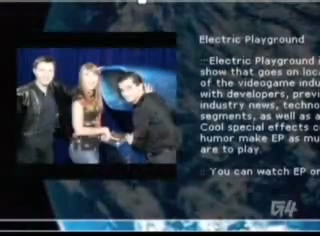 Electric Playground
::Electric Playground i
show that goes on loca
of the videogame indu
with developers, previ
industry news, techno
segments, as well as a
Cool special effects c
humor make EP as mu
are to play.
:: You can watch EP on
G4